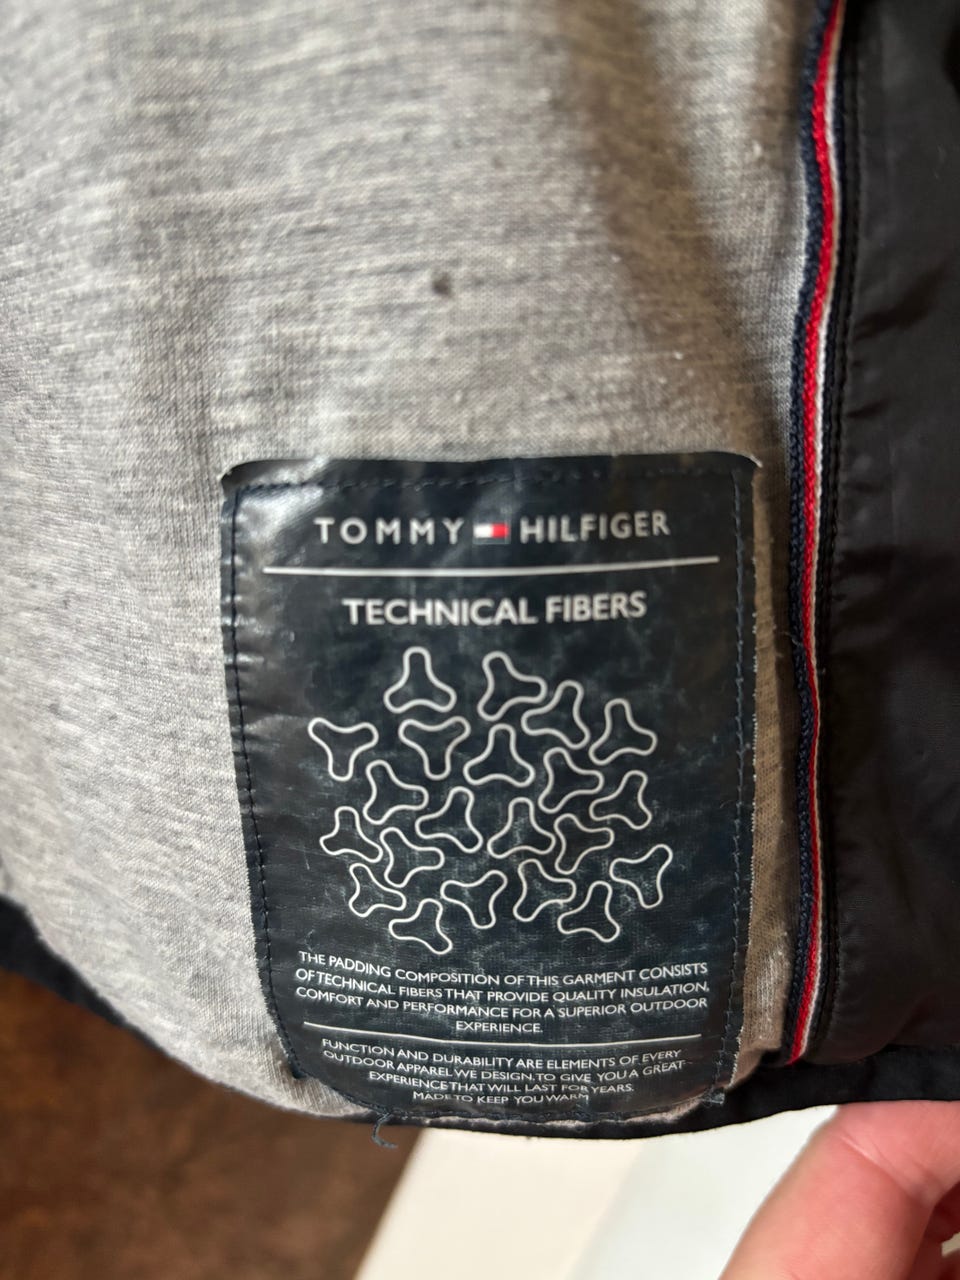 TOMMY HILFIGER
TECHNICAL FIBERS
THE PADDING COMPOSITION OF THIS GARMENT CONSISTS
OF TECHNICAL FIBERS THAT PROVIDE QUALITY INSULATION,
COMFORT AND PERFORMANCE FOR A SUPERIOR OUTDOOR
EXPERIENCE.
FUNCTION AND DURABILITY ARE ELEMENTS OF EVERY
OUTDOOR APPAREL WE DESIGN. TO GIVE YOU A GREAT
EXPERIENCE THAT WILL LAST FOR YEARS.
MADE TO KEEP YOU WARM